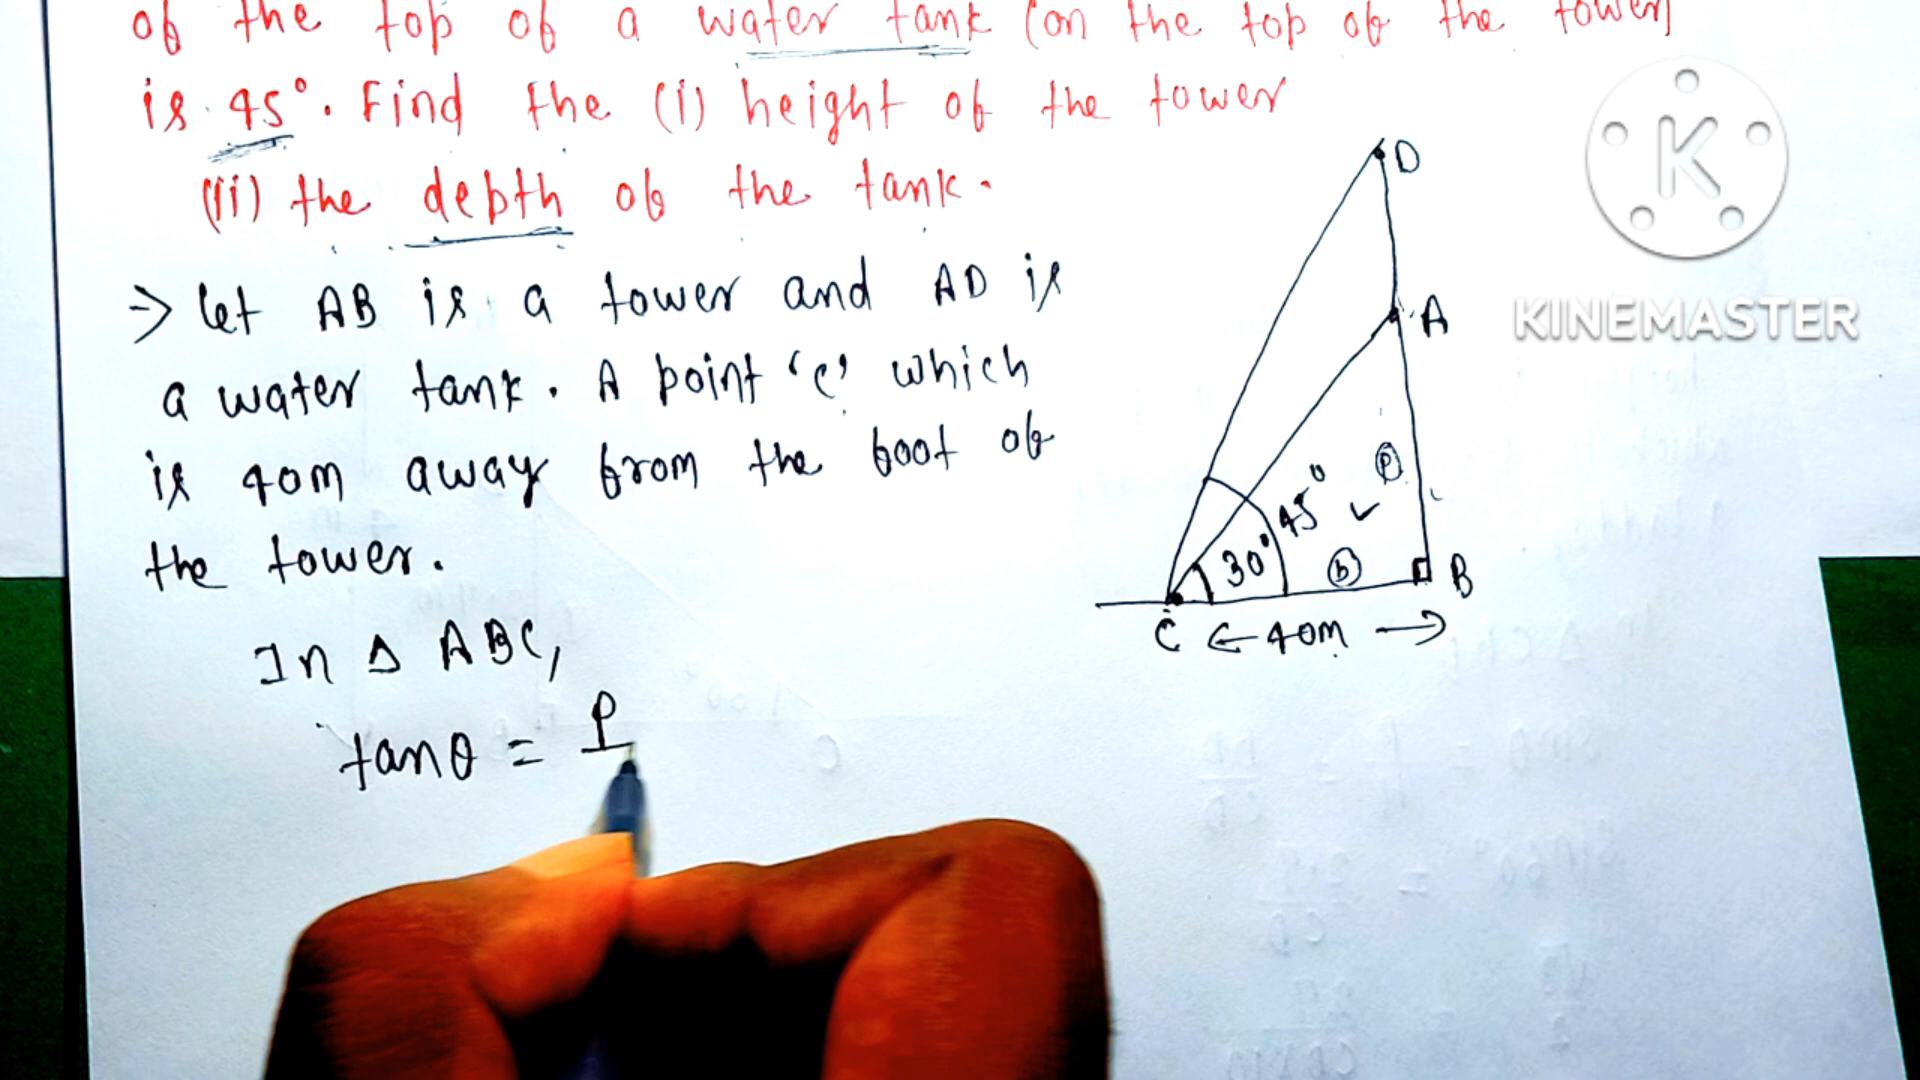 of the top of a water tank (on the top of the tower)
is 45°. Find the (i) height of the tower
(ii) the depth of the tank.
→ let AB is a tower and AD is
a water tank. A point 'c' which
is 40m away from the foot of
the tower.
In Δ ABC,
tanθ = P
D
A
P
45°
30°
b
B
C ← 40m →
K
KINEMASTER